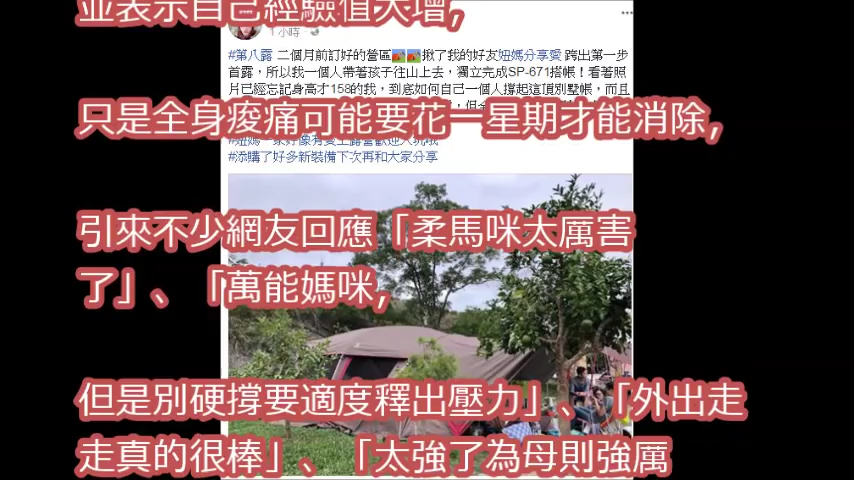 並表示自己經驗值大增，
1 小時
#第八露 二個月前訂好的營區 揪了我的好友妞媽分享愛 跨出第一步
首露，所以我一個人帶著孩子往山上去，獨立完成SP-671搭帳！看著照
片已經忘記身高才158的我，到底如何自己一個人撐起這頂別墅帳，而且
只是全身痠痛可能要花一星期才能消除，
#添購了好多新裝備下次再和大家分享
引來不少網友回應「柔馬咪太厲害
了」、「萬能媽咪，
但是別硬撐要適度釋出壓力」、「外出走
走真的很棒」、「太強了為母則強厲